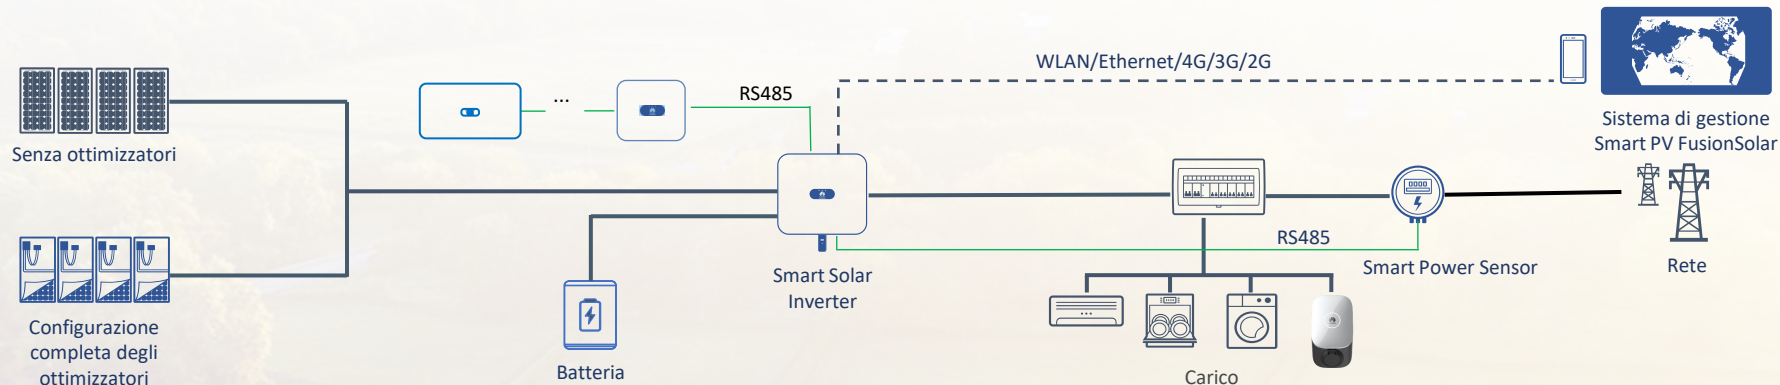 WLAN/Ethernet/4G/3G/2G
...
RS485
Senza ottimizzatori
Sistema di gestione
Smart PV FusionSolar
RS485
Smart Solar
Inverter
Smart Power Sensor
Rete
Configurazione
completa degli
ottimizzatori
Batteria
Carico